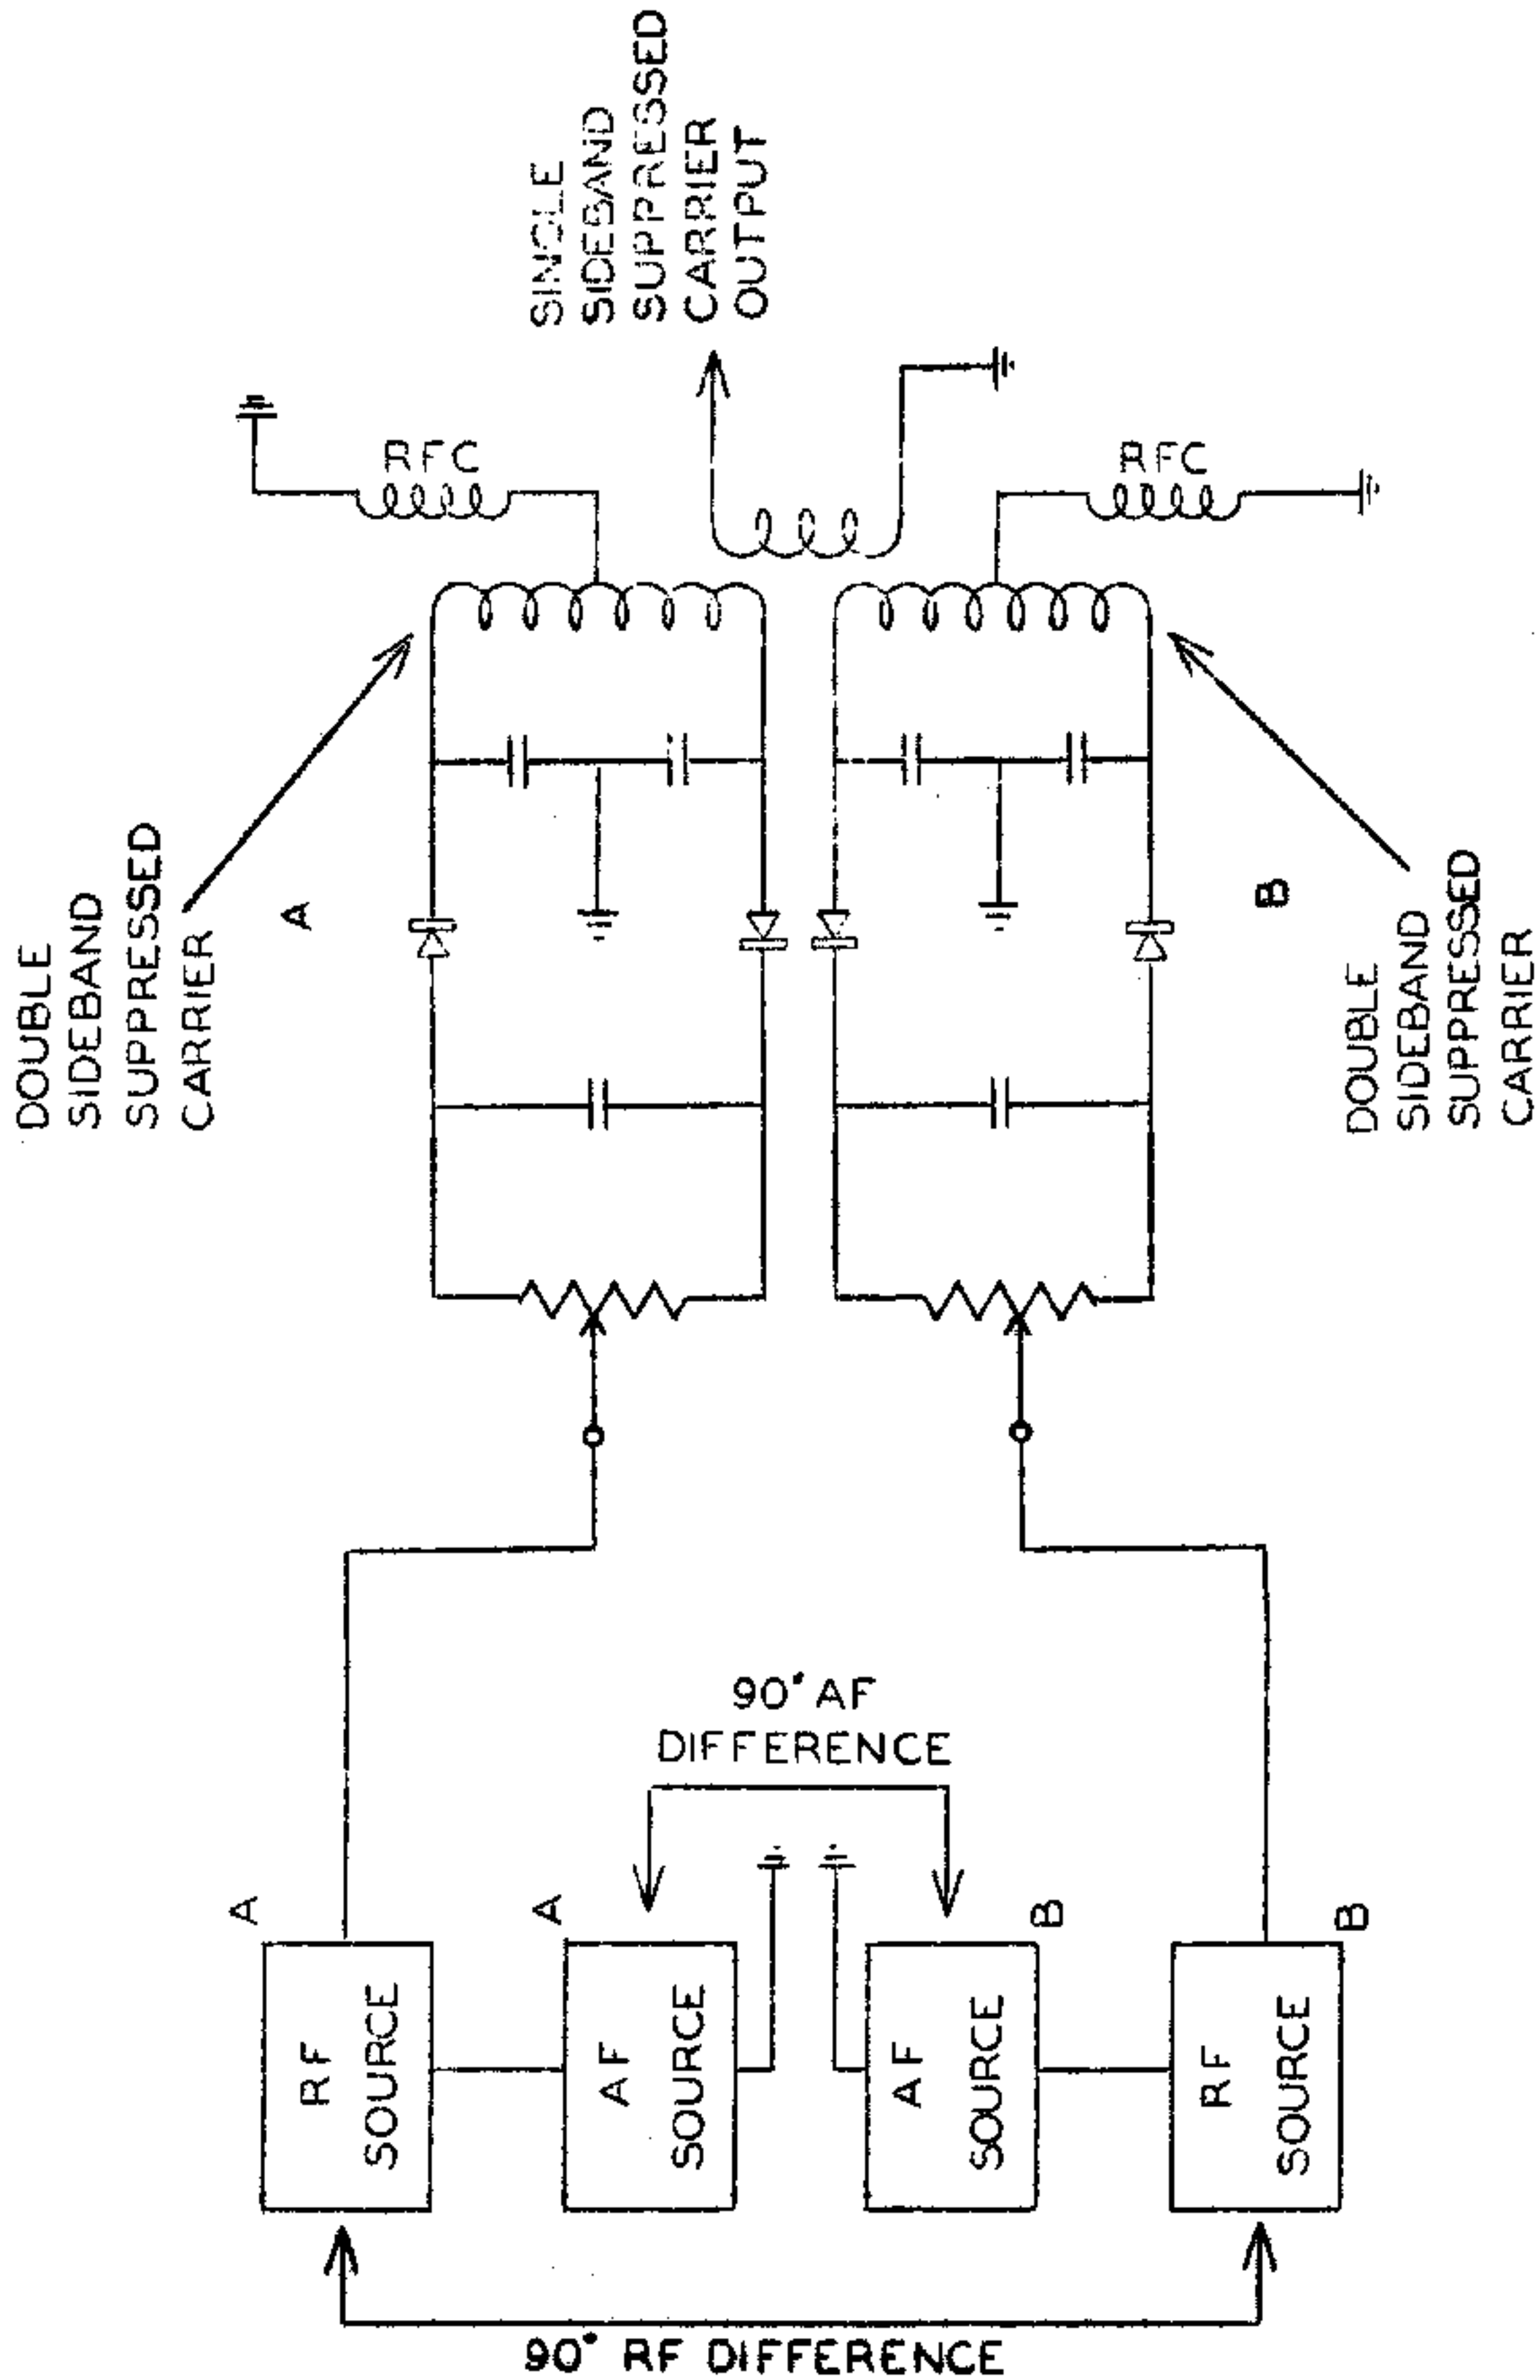 DOUBLE
SIDEBAND
SUPPRESSED
CARRIER
A
SINGLE
SIDEBAND
SUPPRESSED
CARRIER
OUTPUT
RFC
RFC
B
DOUBLE
SIDEBAND
SUPPRESSED
CARRIER
90° AF
DIFFERENCE
A
RF
SOURCE
A
AF
SOURCE
B
AF
SOURCE
B
RF
SOURCE
90° RF DIFFERENCE